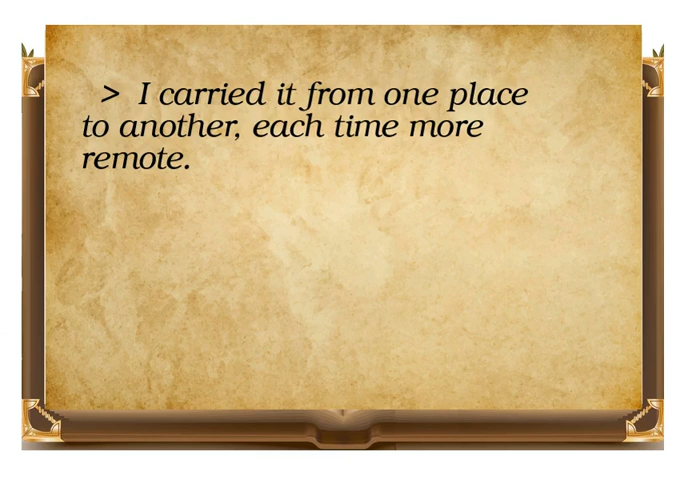 > I carried it from one place
to another, each time more
remote.